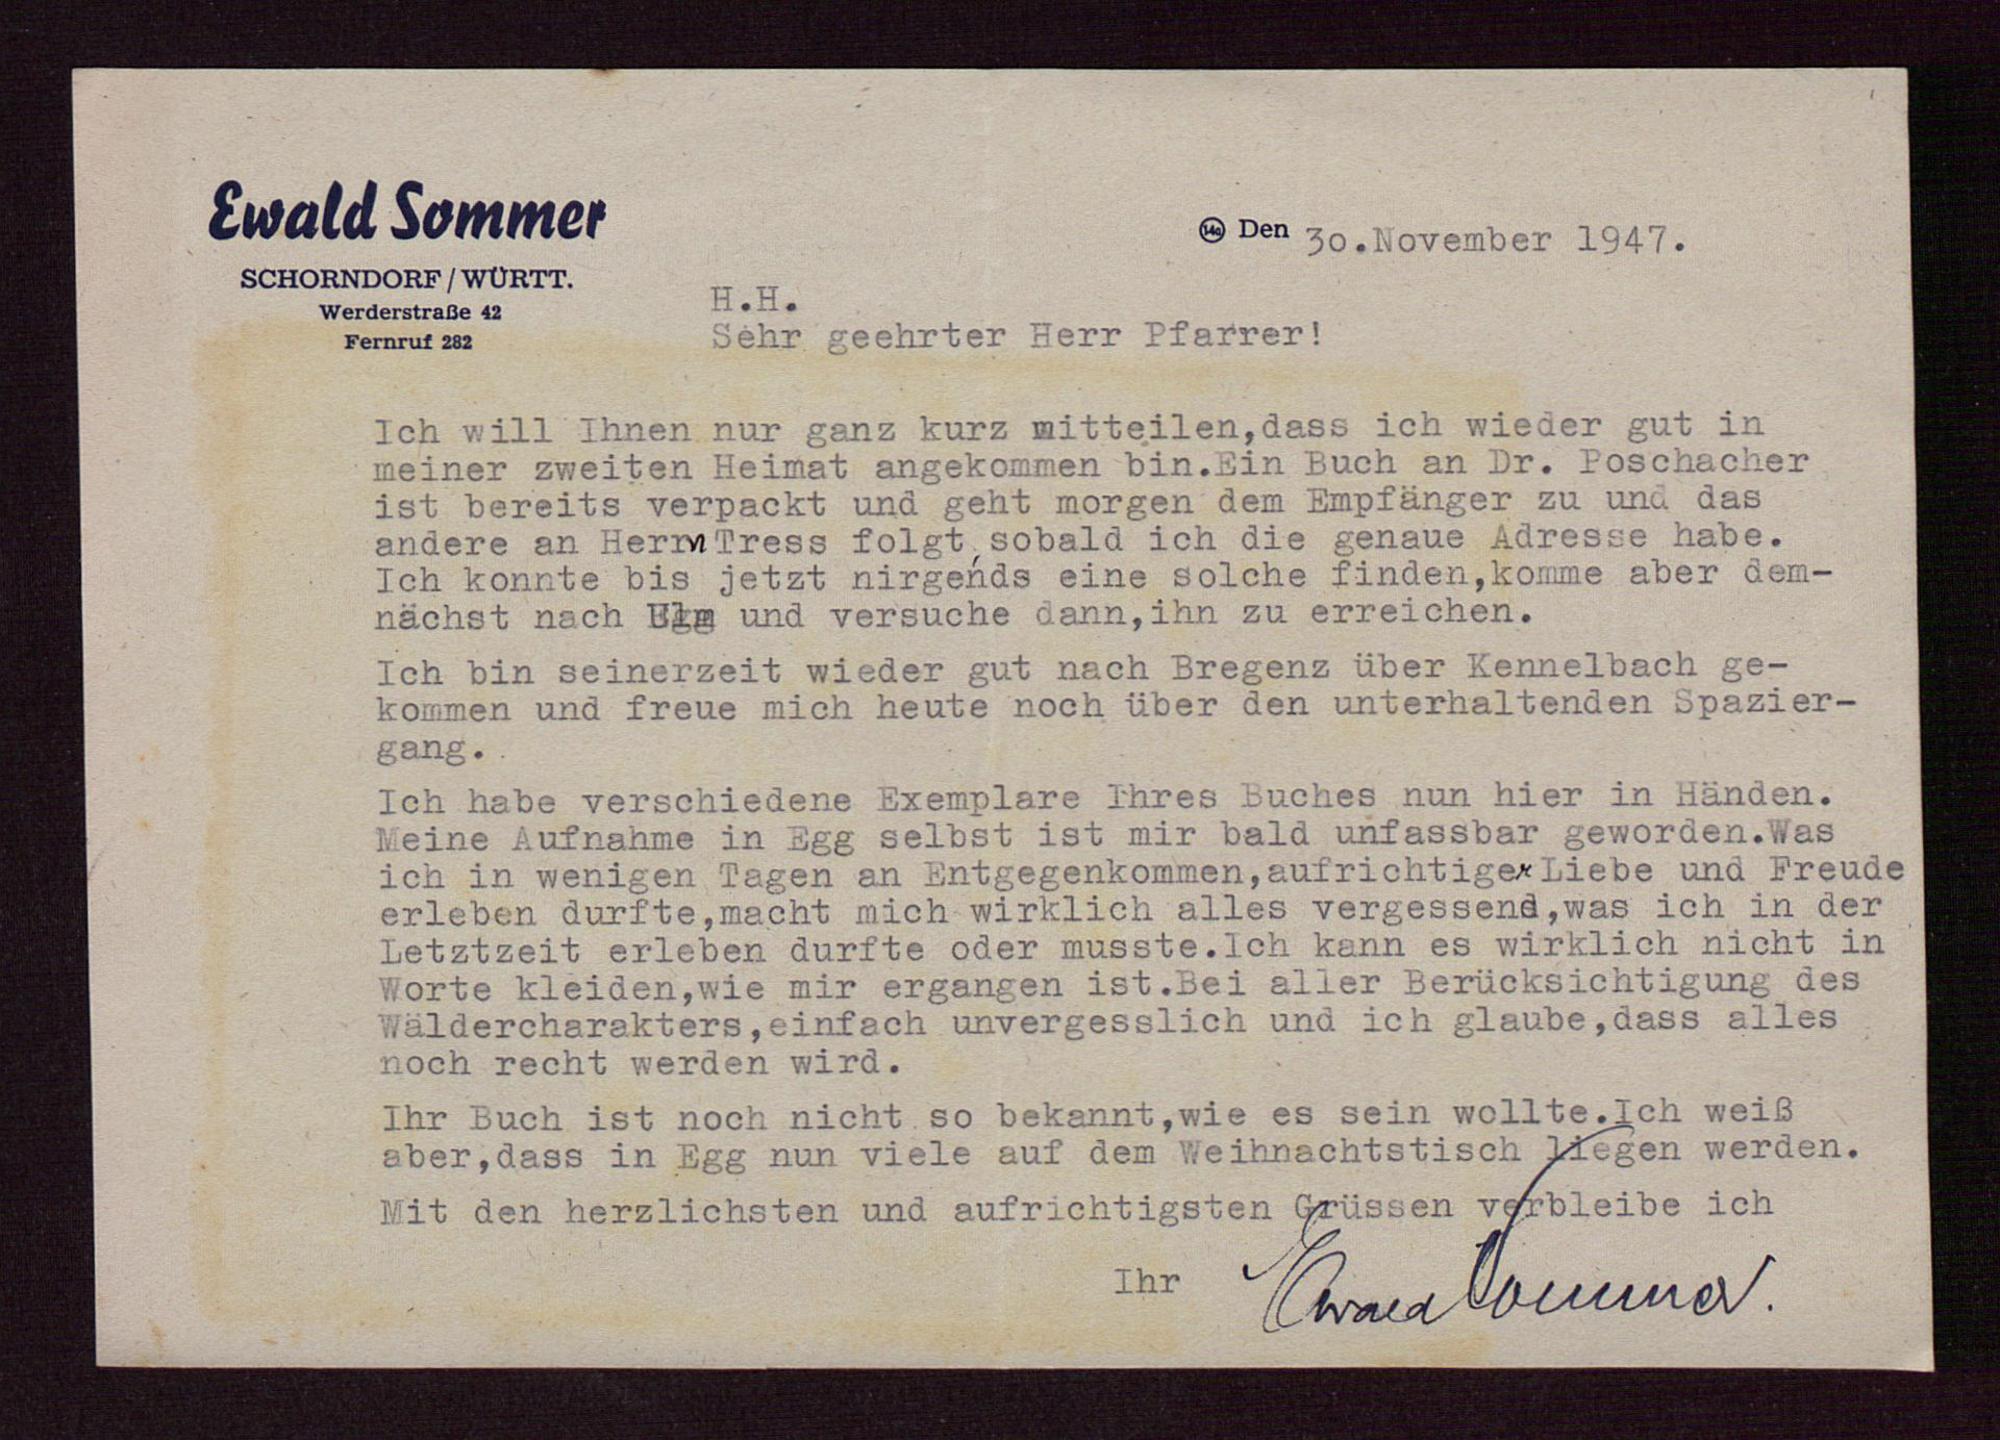 Ewald Sommer
SCHORNDORF / WÜRTT.
Werderstraße 42
Fernruf 282
14a Den 30.November 1947.
H.H.
Sehr geehrter Herr Pfarrer!
Ich will Ihnen nur ganz kurz mitteilen,dass ich wieder gut in
meiner zweiten Heimat angekommen bin.Ein Buch an Dr. Poschacher
ist bereits verpackt und geht morgen dem Empfänger zu und das
andere an Herrn Tress folgt,sobald ich die genaue Adresse habe.
Ich konnte bis jetzt nirgends eine solche finden,komme aber dem-
nächst nach Ulm und versuche dann,ihn zu erreichen.
Ich bin seinerzeit wieder gut nach Bregenz über Kennelbach ge-
kommen und freue mich heute noch über den unterhaltenden Spazier-
gang.
Ich habe verschiedene Exemplare Ihres Buches nun hier in Händen.
Meine Aufnahme in Egg selbst ist mir bald unfassbar geworden.Was
ich in wenigen Tagen an Entgegenkommen,aufrichtiger Liebe und Freude
erleben durfte,macht mich wirklich alles vergessend,was ich in der
Letztzeit erleben durfte oder musste.Ich kann es wirklich nicht in
Worte kleiden,wie mir ergangen ist.Bei aller Berücksichtigung des
Wäldercharakters,einfach unvergesslich und ich glaube,dass alles
noch recht werden wird.
Ihr Buch ist noch nicht so bekannt,wie es sein wollte.Ich weiß
aber,dass in Egg nun viele auf dem Weihnachtstisch liegen werden.
Mit den herzlichsten und aufrichtigsten Grüssen verbleibe ich
Ihr Ewald Sommer.